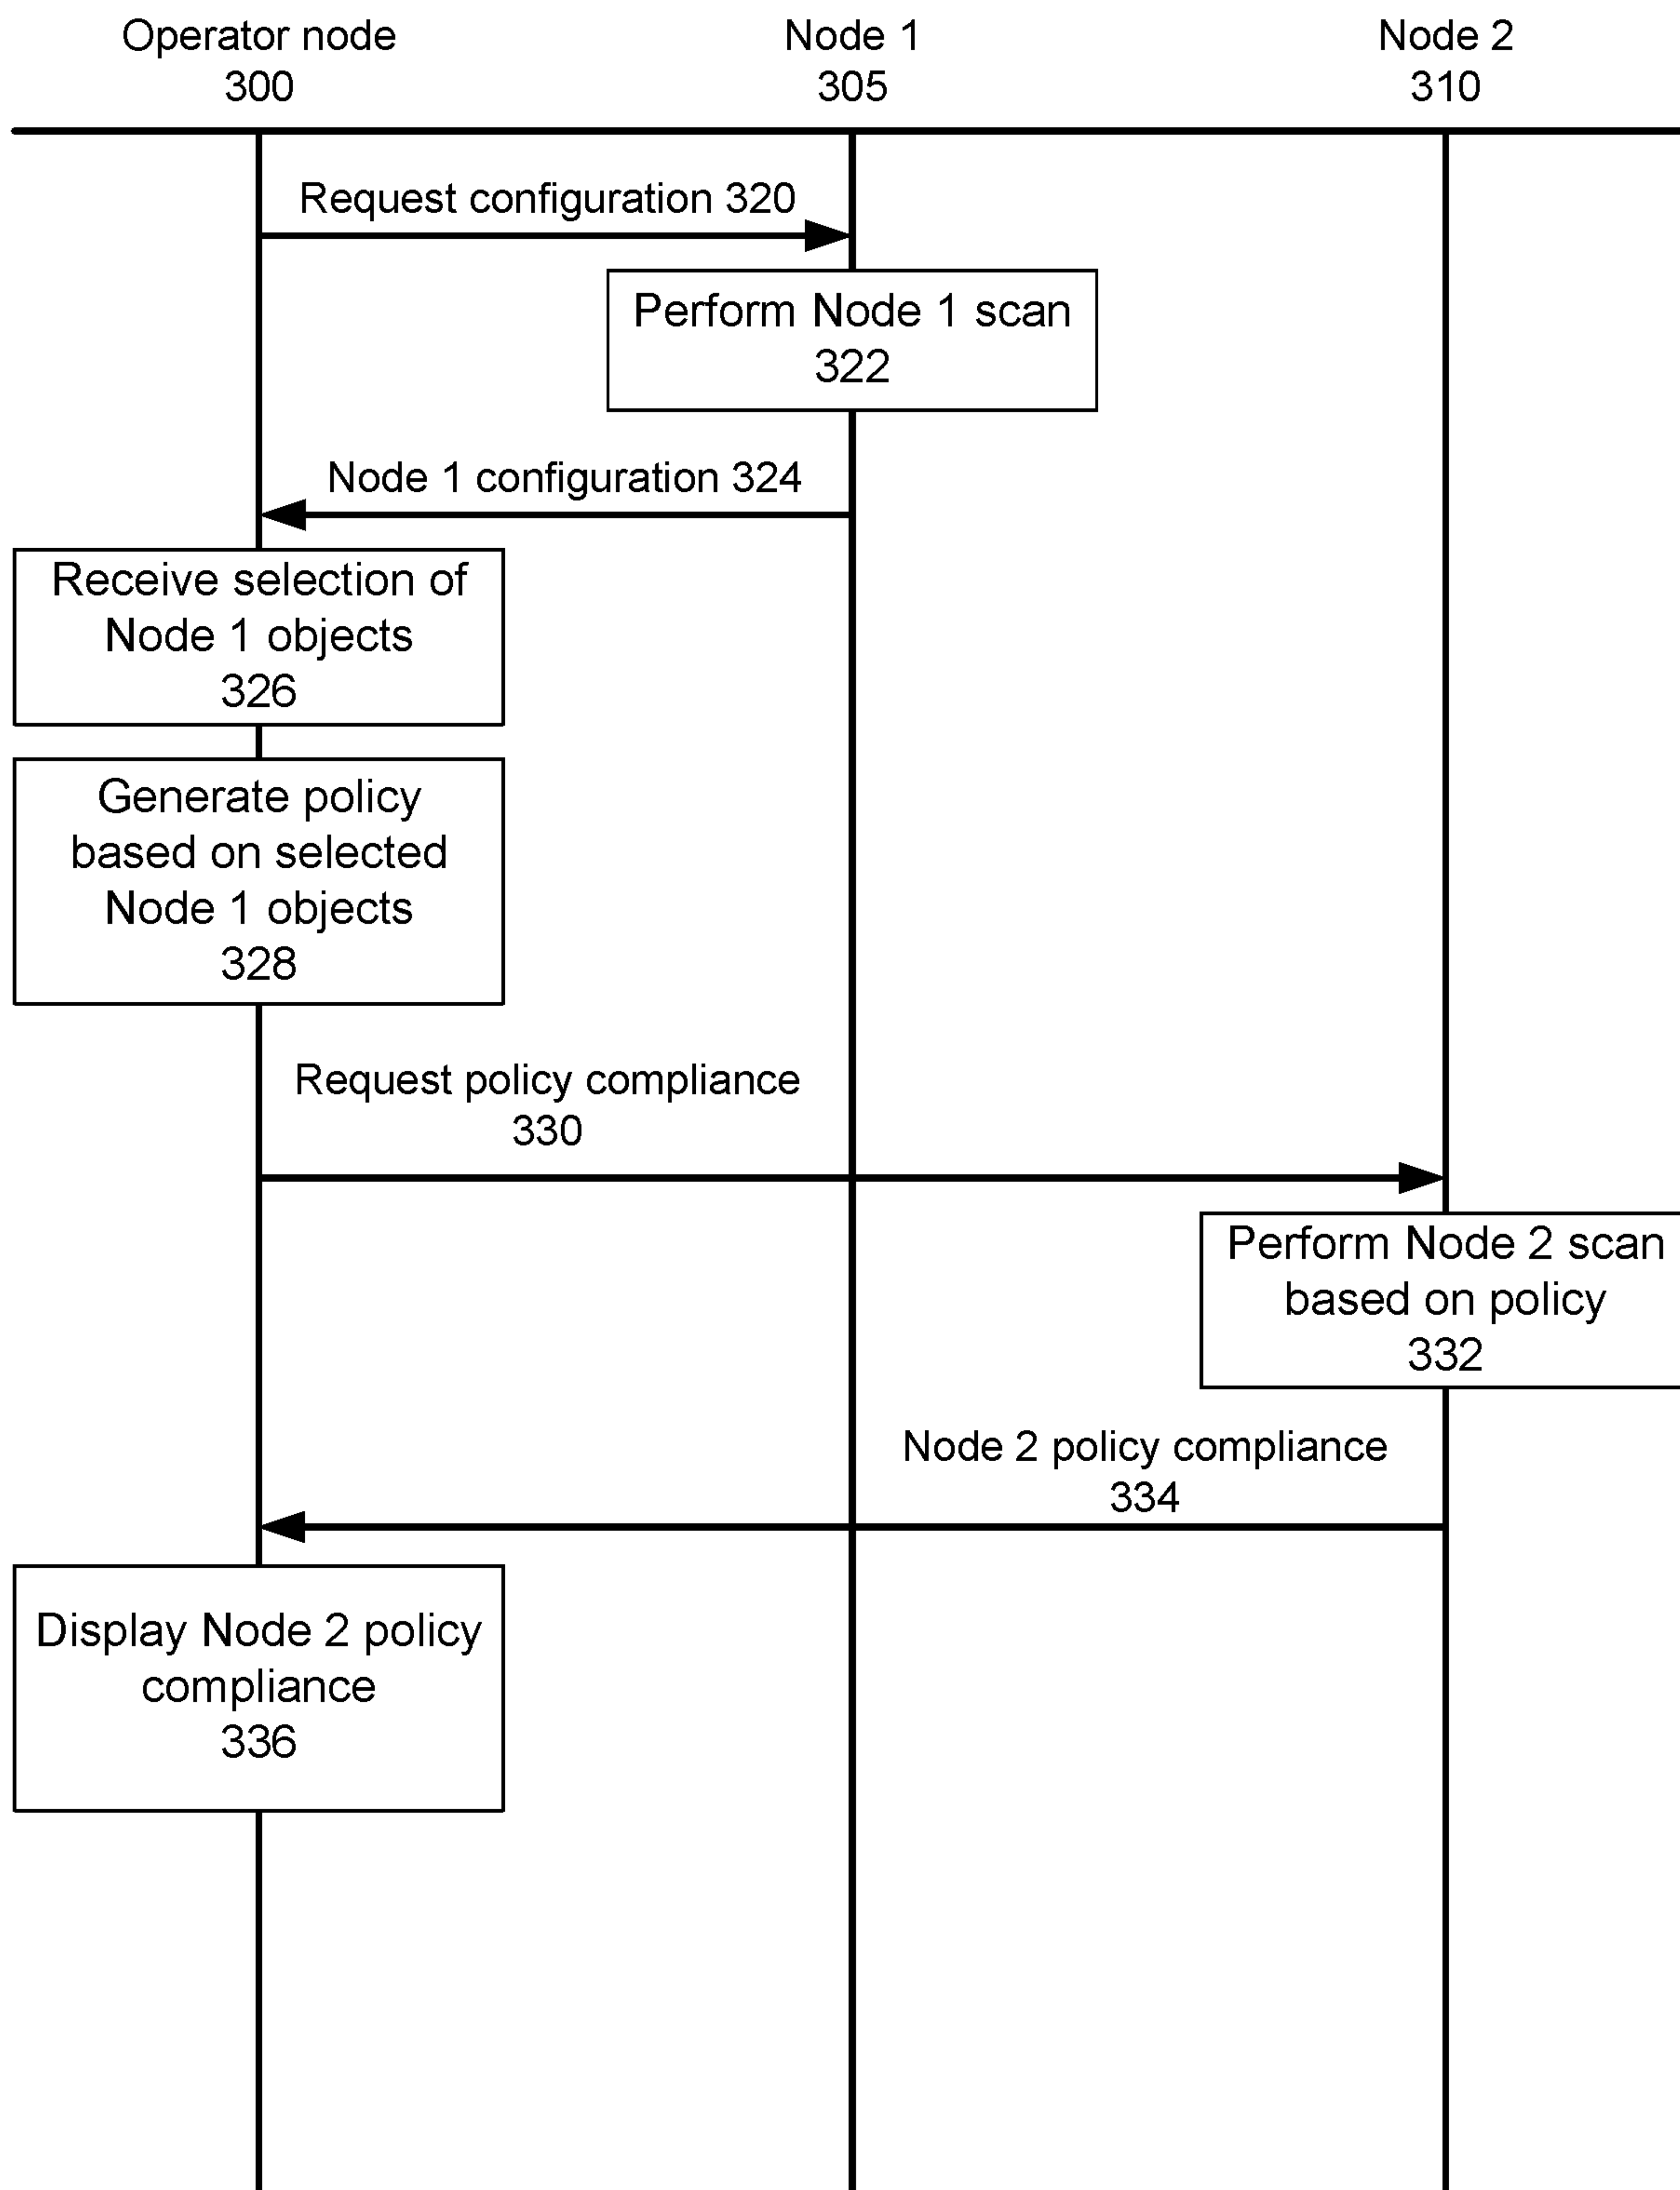 Operator node
300
Node 1
305
Node 2
310
Request configuration 320
Perform Node 1 scan
322
Node 1 configuration 324
Receive selection of
Node 1 objects
326
Generate policy
based on selected
Node 1 objects
328
Request policy compliance
330
Perform Node 2 scan
based on policy
332
Node 2 policy compliance
334
Display Node 2 policy
compliance
336